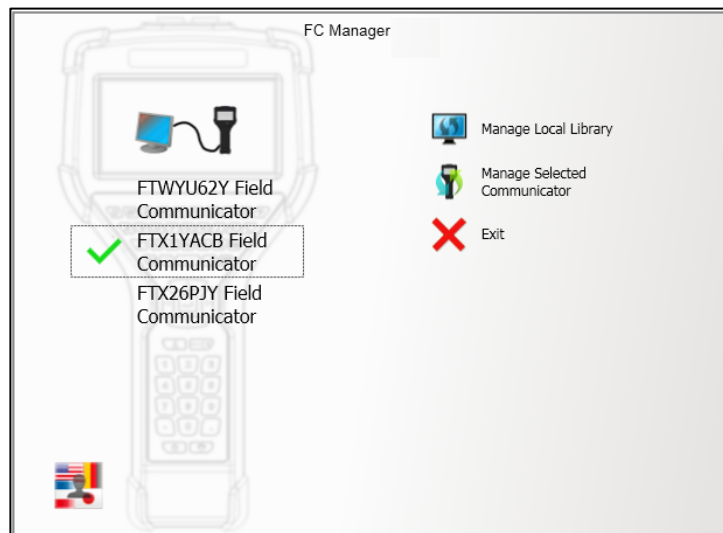 FC Manager
FTWYU62Y Field
Communicator
FTX1YACB Field
Communicator
FTX26PJY Field
Communicator
Manage Local Library
Manage Selected
Communicator
Exit